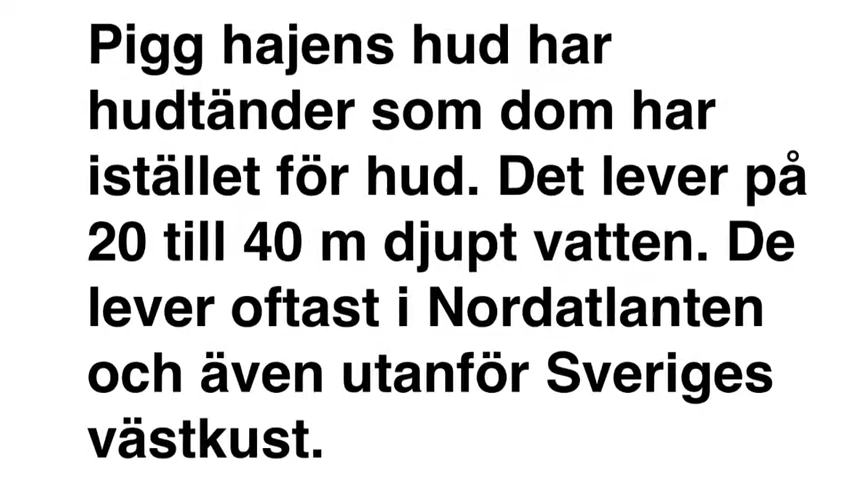 Pigg hajens hud har
hudtänder som dom har
istället för hud. Det lever på
20 till 40 m djupt vatten. De
lever oftast i Nordatlanten
och även utanför Sveriges
västkust.